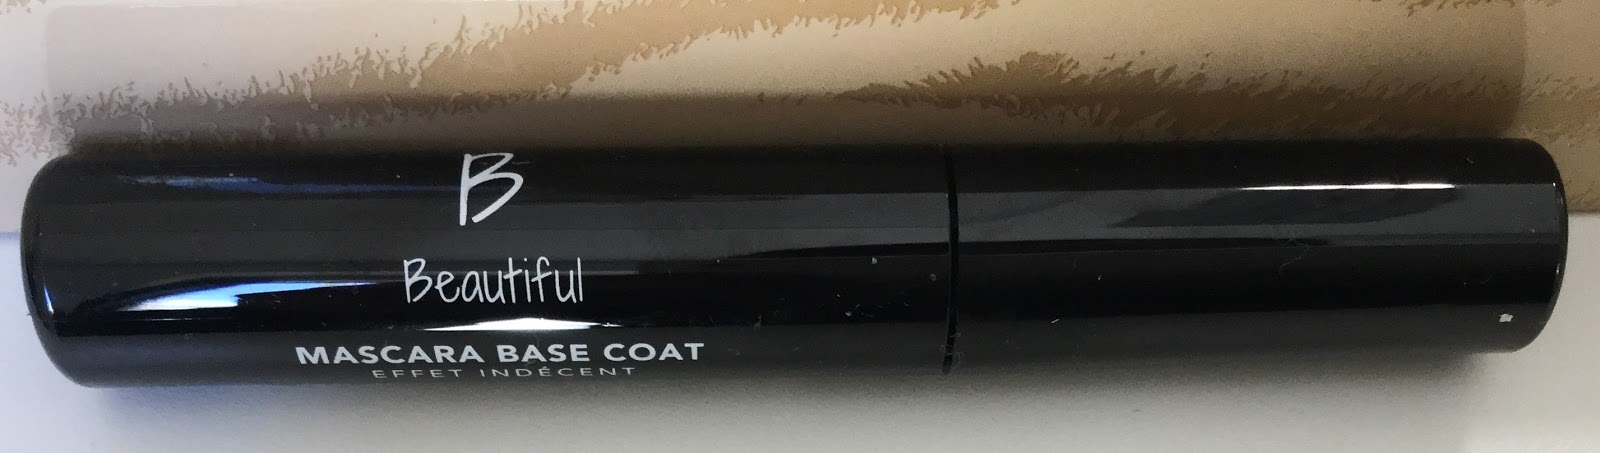 B
Beautiful
MASCARA BASE COAT
EFFET INDÉCENT